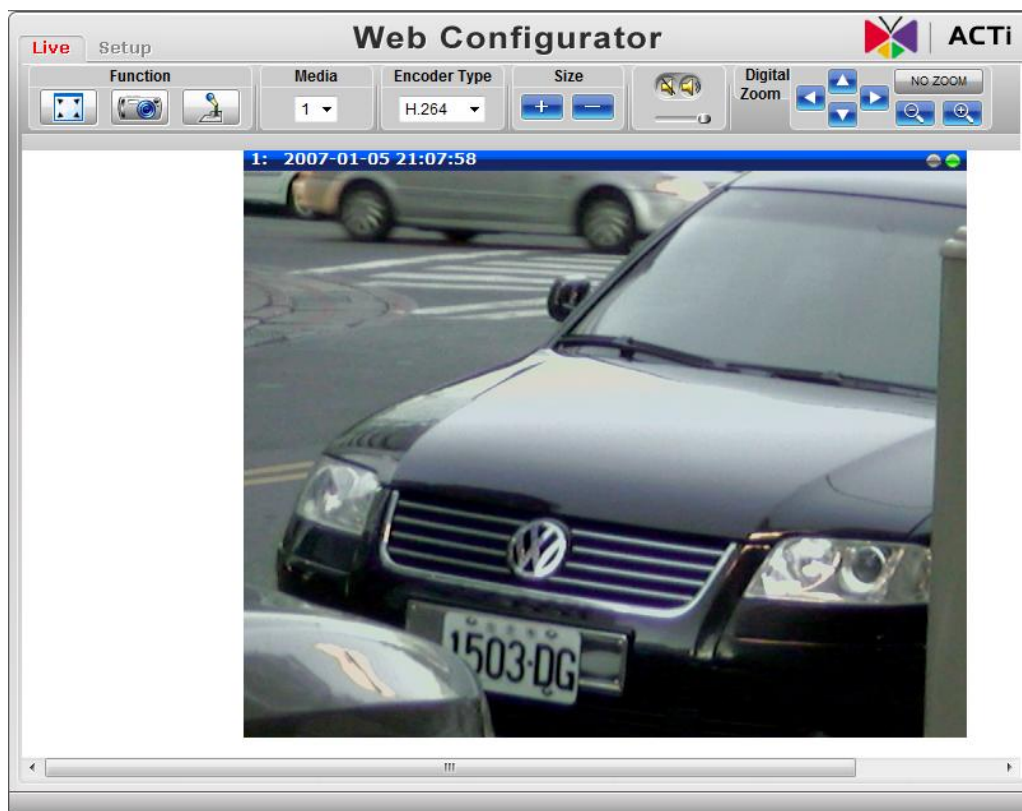 Web Configurator
ACTi
Live
Setup
Function
Media
1
Encoder Type
H.264
Size
Digital
Zoom
NO ZOOM
1: 2007-01-05 21:07:58
1503-DG